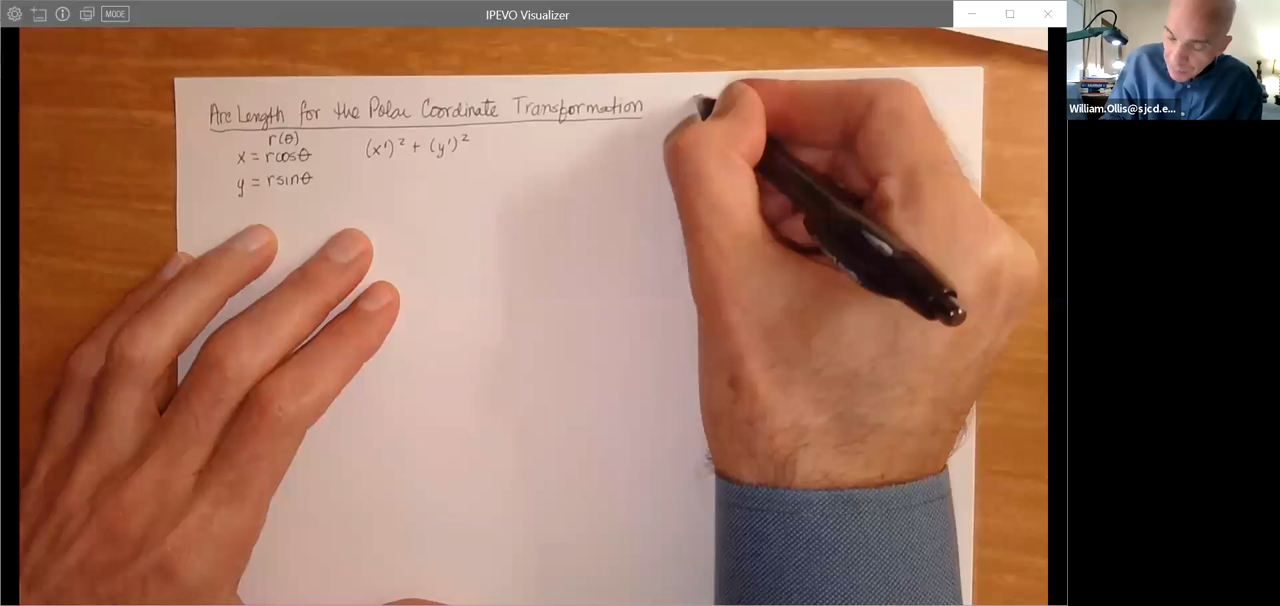 MODE
IPEVO Visualizer
William.Ollis@sjcd.e...
Arc Length for the Polar Coordinate Transformation
r(θ)
x = rcosθ
(x')² + (y')²
y = rsinθ